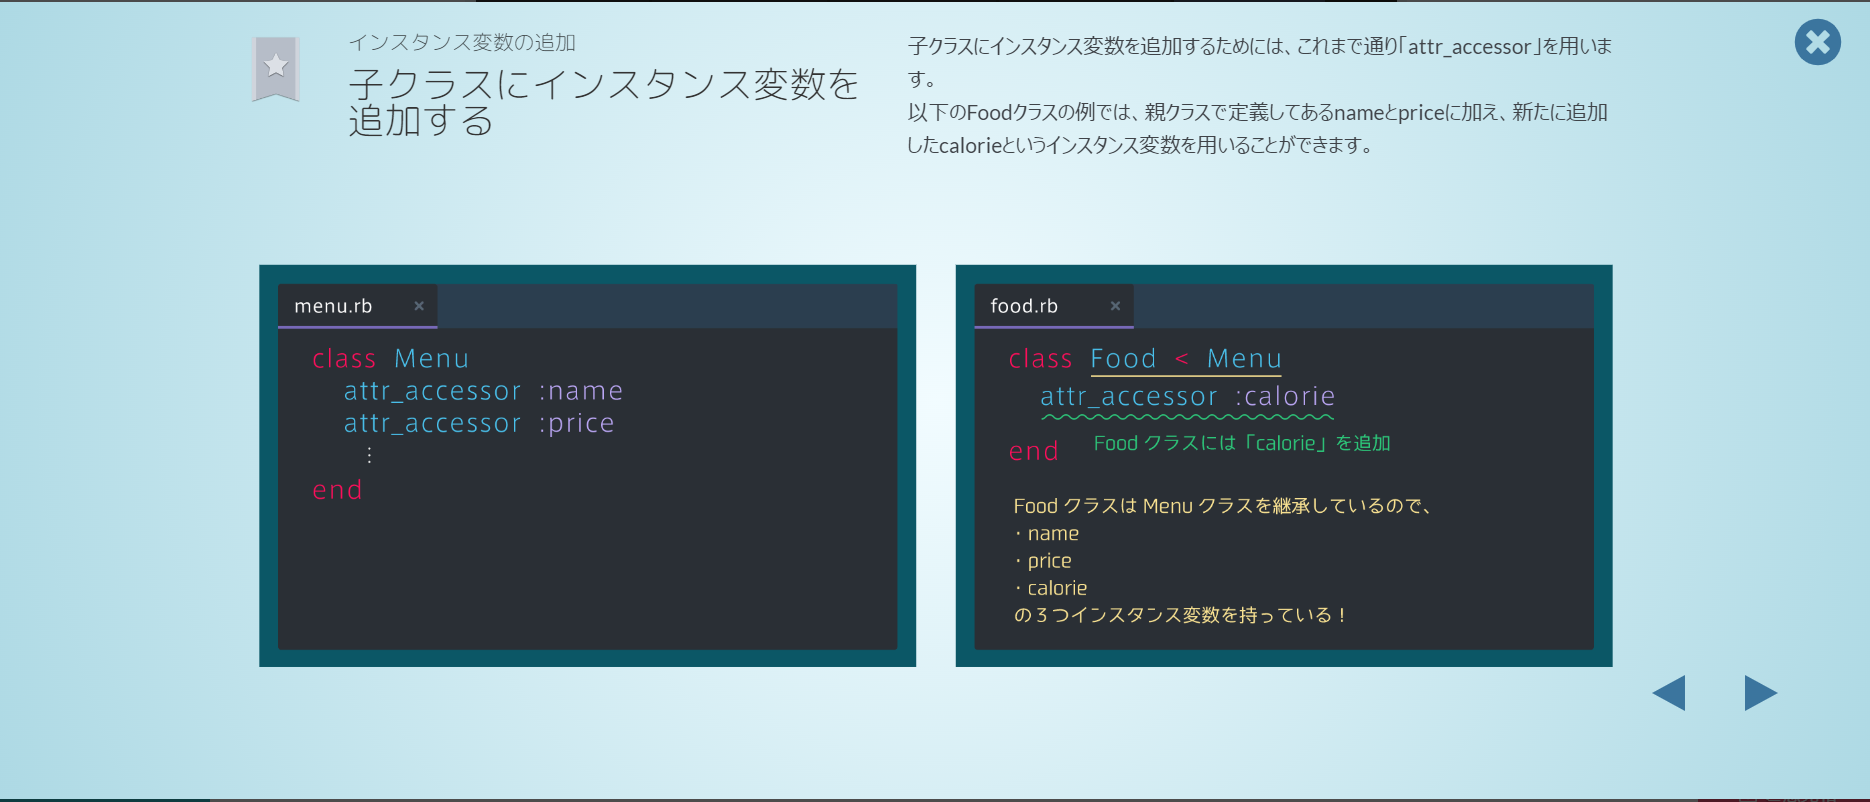 インスタンス変数の追加
子クラスにインスタンス変数を
追加する
子クラスにインスタンス変数を追加するためには、これまで通り「attr_accessor」を用いま
す。
以下のFoodクラスの例では、親クラスで定義してあるnameとpriceに加え、新たに追加
したcalorieというインスタンス変数を用いることができます。
menu.rb ×
class Menu
attr_accessor :name
attr_accessor :price
⋮
end
food.rb ×
class Food < Menu
attr_accessor :calorie
Food クラスには「calorie」を追加
end
Food クラスは Menu クラスを継承しているので、
・name
・price
・calorie
の３つインスタンス変数を持っている！